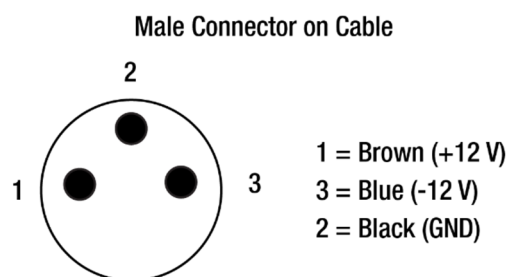 Male Connector on Cable
2
1
3
1 = Brown (+12 V)
3 = Blue (-12 V)
2 = Black (GND)